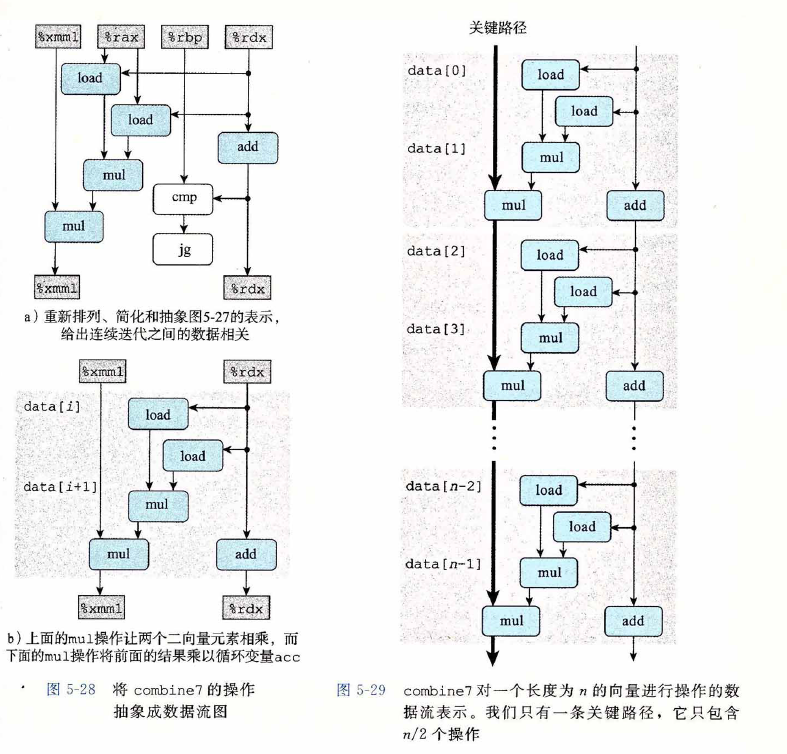 %xmm1 %rax %rbp %rdx
load
load
add
mul
cmp
mul
jg
%xmm1 %rdx
a）重新排列、简化和抽象图5-27的表示，
给出连续迭代之间的数据相关
%xmm1 %rdx
data[i]
load
load
data[i+1]
mul
mul add
%xmm1 %rdx
b）上面的mul操作让两个二向量元素相乘，而
下面的mul操作将前面的结果乘以循环变量acc
图 5-28 将 combine7 的操作
抽象成数据流图
关键路径
data[0] load
load
data[1] mul
mul add
data[2] load
load
data[3] mul
mul add
data[n-2] load
load
data[n-1] mul
mul add
图 5-29 combine7 对一个长度为 n 的向量进行操作的数
据流表示。我们只有一条关键路径，它只包含
n/2 个操作